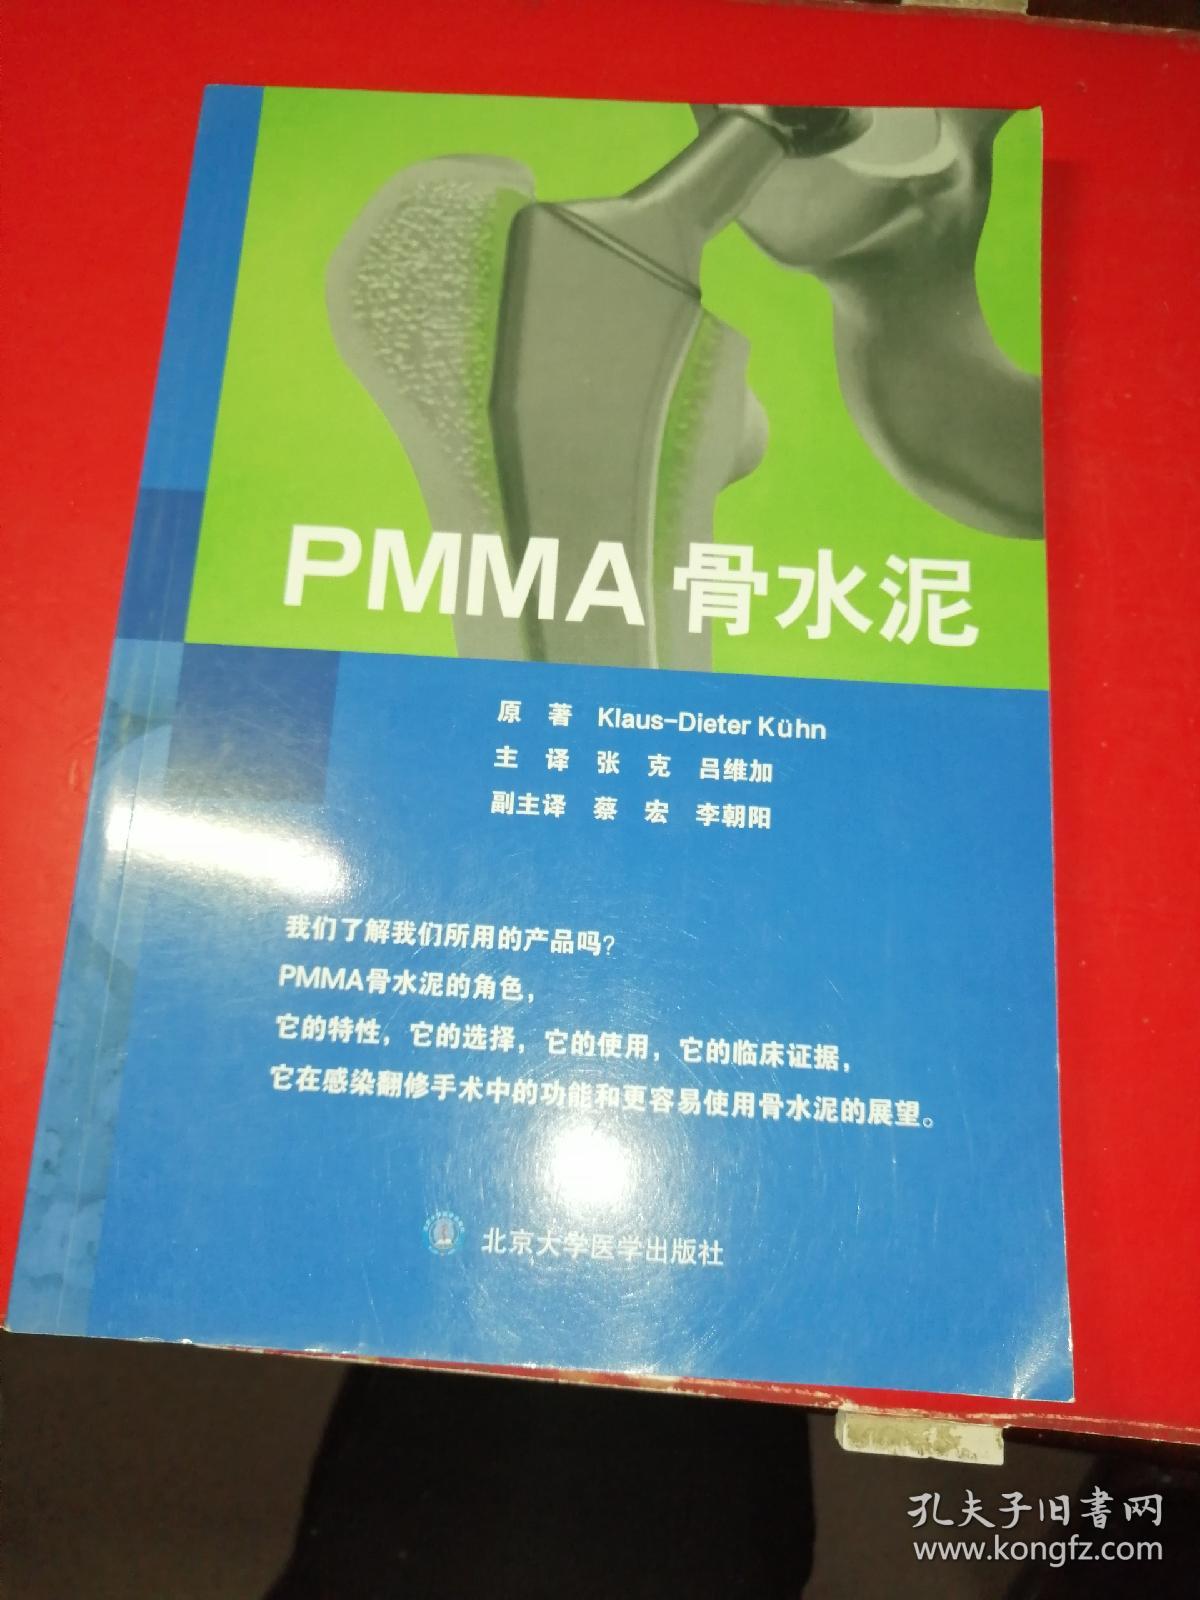 PMMA 骨水泥
原 著 Klaus-Dieter Kühn
主 译 张 克 吕维加
副主译 蔡 宏 李朝阳
我们了解我们所用的产品吗?
PMMA骨水泥的角色，
它的特性，它的选择，它的使用，它的临床证据，
它在感染翻修手术中的功能和更容易使用骨水泥的展望。
北京大学医学出版社
孔夫子旧书网
www.kongfz.com